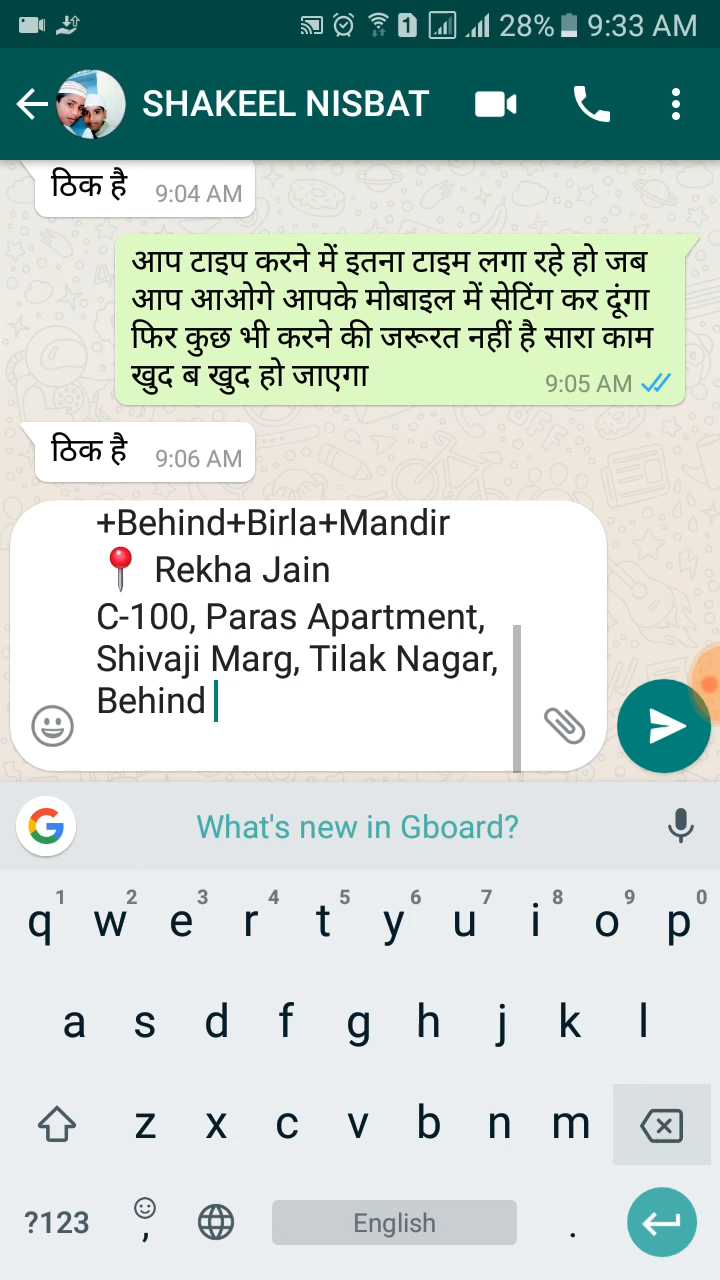 28% 9:33 AM
SHAKEEL NISBAT
ठिक है 9:04 AM
आप टाइप करने में इतना टाइम लगा रहे हो जब
आप आओगे आपके मोबाइल में सेटिंग कर दूंगा
फिर कुछ भी करने की जरूरत नहीं है सारा काम
खुद ब खुद हो जाएगा 9:05 AM
ठिक है 9:06 AM
+Behind+Birla+Mandir
📍 Rekha Jain
C-100, Paras Apartment,
Shivaji Marg, Tilak Nagar,
Behind
What's new in Gboard?
1 2 3 4 5 6 7 8 9 0
q w e r t y u i o p
a s d f g h j k l
z x c v b n m
?123 , English .